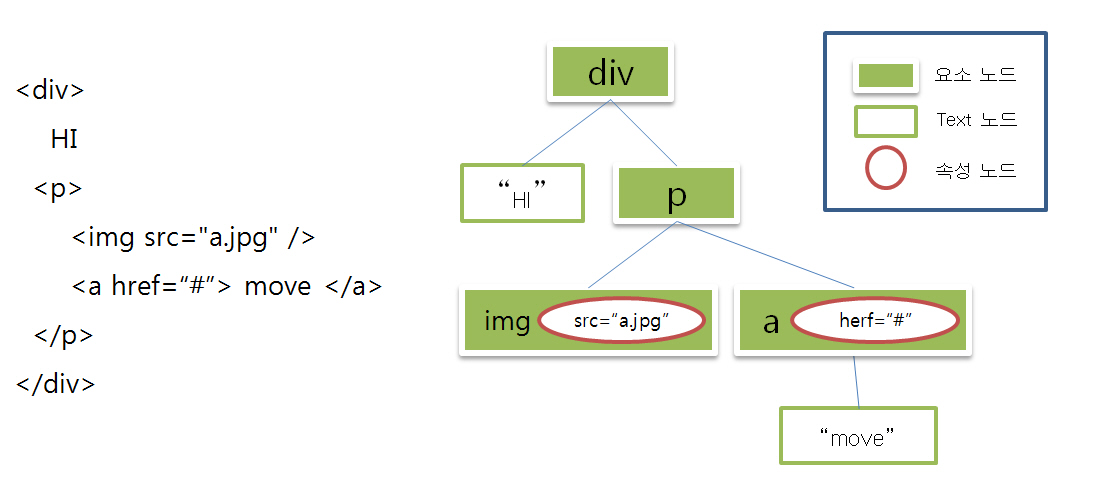 <div>
HI
<p>
<img src="a.jpg" />
<a href=“#”> move </a>
</p>
</div>
div
“HI”
p
img src=“a.jpg”
a herf=“#”
“move”
요소 노드
Text 노드
속성 노드